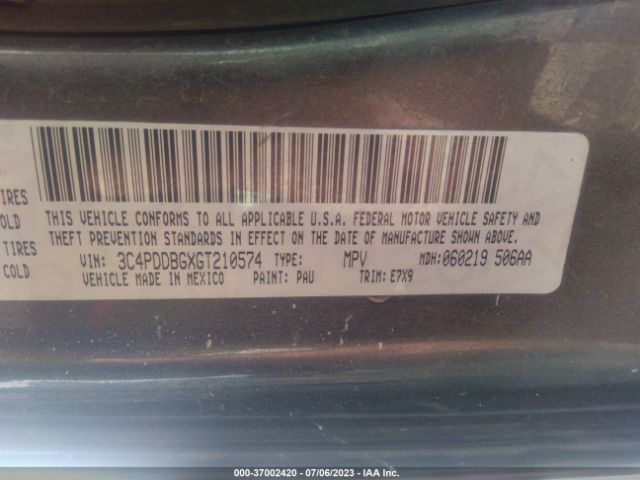 TIRES
COLD
TIRES
COLD
THIS VEHICLE CONFORMS TO ALL APPLICABLE U.S.A. FEDERAL MOTOR VEHICLE SAFETY AND
THEFT PREVENTION STANDARDS IN EFFECT ON THE DATE OF MANUFACTURE SHOWN ABOVE.
VIN: 3C4PDDBGXGT210574 TYPE: MPV MDH:060219 506AA
VEHICLE MADE IN MEXICO PAINT: PAU TRIM: E7X9
000-37002420 - 07/06/2023 - IAA Inc.